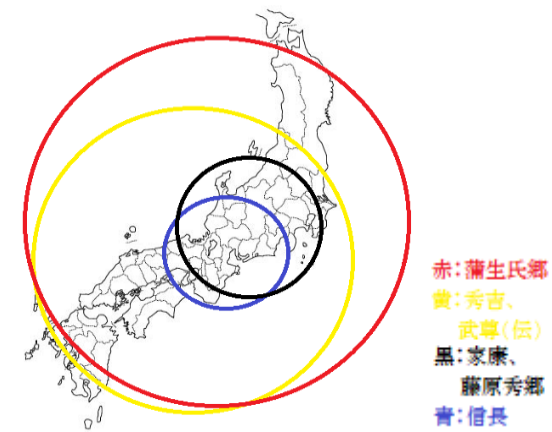 赤：蒲生氏郷
黄：秀吉、
武尊(伝)
黒：家康、
藤原秀郷
青：信長